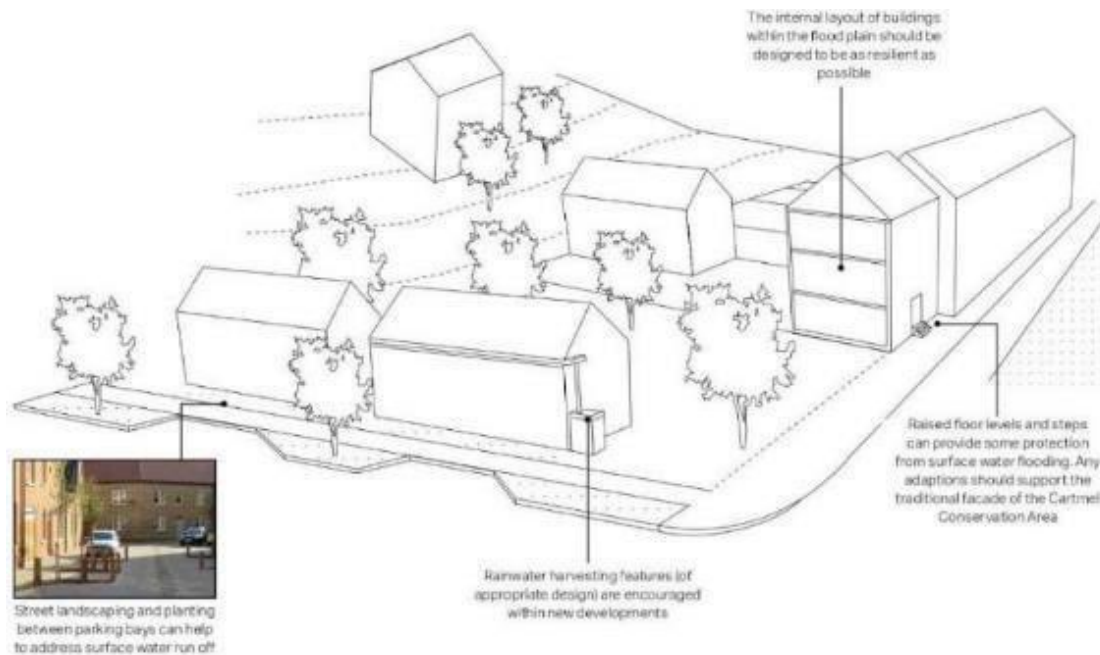 The internal layout of buildings
within the flood plain should be
designed to be as resilient as
possible
Raised floor levels and steps
can provide some protection
from surface water flooding. Any
adaptions should support the
traditional facade of the Cartmel
Conservation Area
Rainwater harvesting features (of
appropriate design) are encouraged
within new developments
Street landscaping and planting
between parking bays can help
to address surface water run off